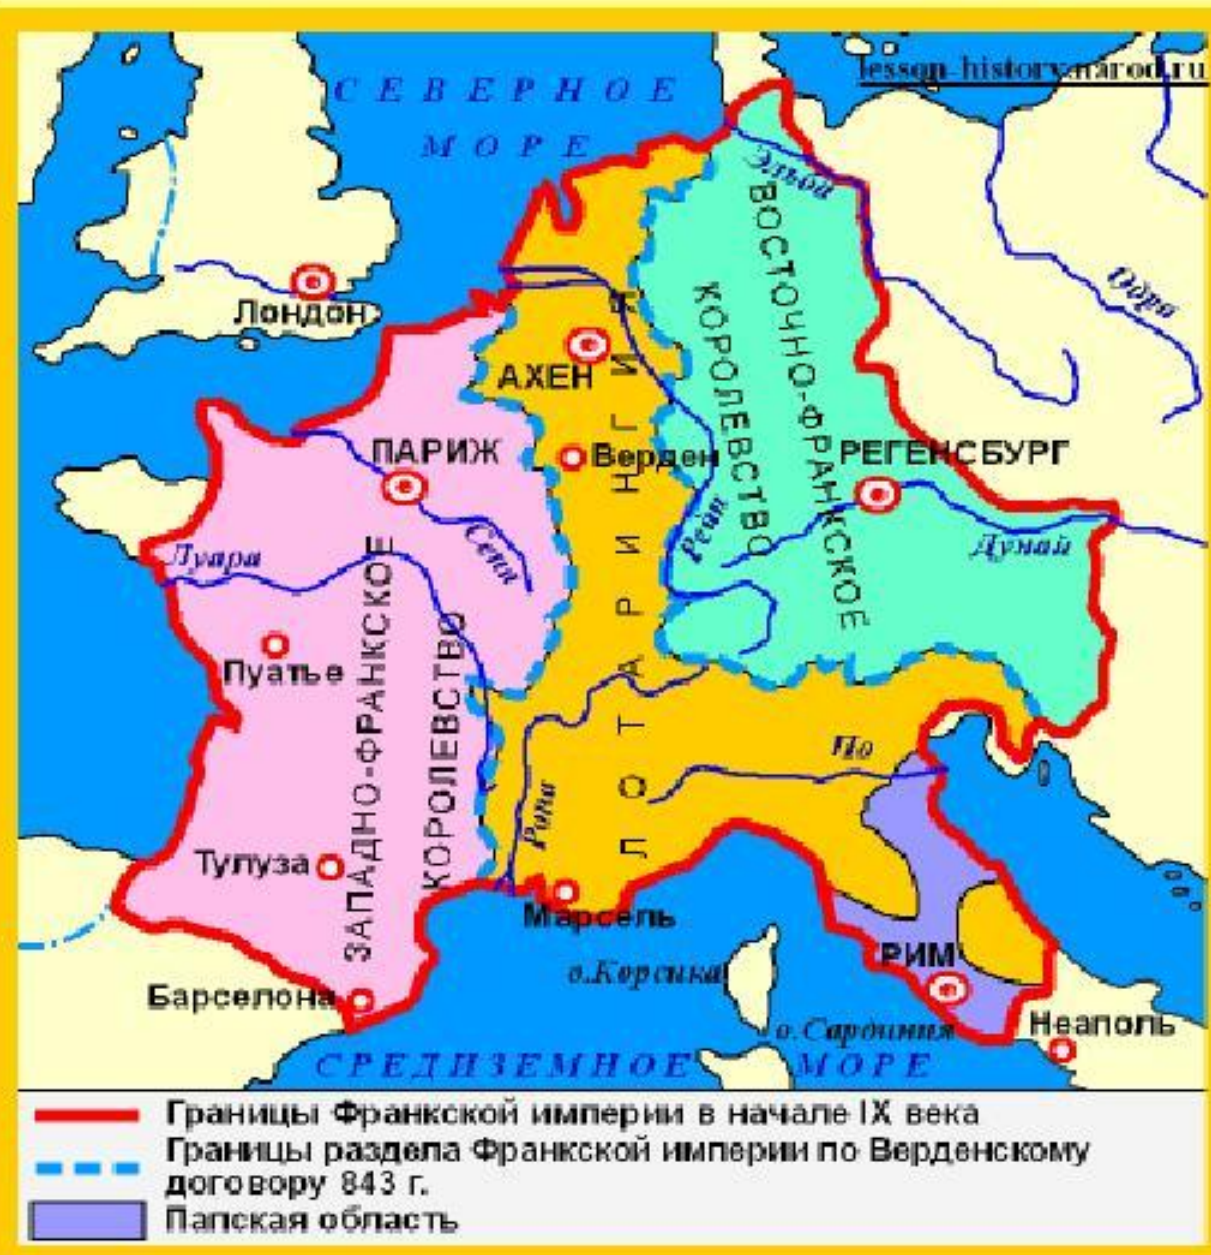 lesson-history.narod.ru
СЕВЕРНОЕ
МОРЕ
Эльба
ВОСТОЧНО-ФРАНКСКОЕ
КОРОЛЕВСТВО
Одра
Лондон
АХЕН
ЛОТАРИНГИЯ
ПАРИЖ
Верден
РЕГЕНСБУРГ
Рейн
Сена
Дунай
Луара
Пуатье
ЗАПАДНО-ФРАНКСКОЕ
КОРОЛЕВСТВО
По
Рона
Тулуза
Марсель
РИМ
о.Корсика
Барселона
о.Сардиния
Неаполь
СРЕДИЗЕМНОЕ МОРЕ
Границы Франкской империи в начале IX века
Границы раздела Франкской империи по Верденскому
договору 843 г.
Папская область